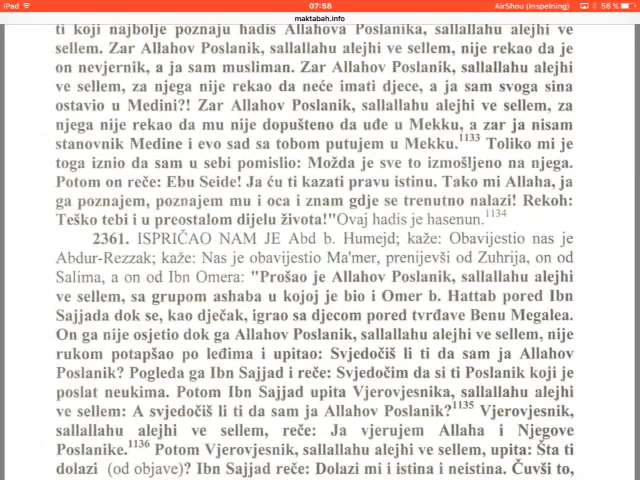 iPad 07:58 AirShou (Inspelning) 56 %
maktabah.info
ti koji najbolje poznaju hadis Allahova Poslanika, sallallahu alejhi ve
sellem. Zar Allahov Poslanik, sallallahu alejhi ve sellem, nije rekao da je
on nevjernik, a ja sam musliman. Zar Allahov Poslanik, sallallahu alejhi ve
sellem, za njega nije rekao da neće imati djece, a ja sam svoga sina
ostavio u Medini?! Zar Allahov Poslanik, sallallahu alejhi ve sellem, za
njega nije rekao da mu nije dopušteno da uđe u Mekku, a zar ja nisam
stanovnik Medine i evo sad sa tobom putujem u Mekku.1133 Toliko mi je
toga iznio da sam u sebi pomislio: Možda je sve to izmošljeno na njega.
Potom on reče: Ebu Seide! Ja ću ti kazati pravu istinu. Tako mi Allaha, ja
ga poznajem, poznajem mu i oca i znam gdje se trenutno nalazi! Rekoh:
Teško tebi i u preostalom dijelu života!"Ovaj hadis je hasenun.1134
2361. ISPRIČAO NAM JE Abd b. Humejd; kaže: Obavijestio nas je
Abdur-Rezzak; kaže: Nas je obavijestio Ma'mer, prenijevši od Zuhrija, on od
Salima, a on od Ibn Omera: "Prošao je Allahov Poslanik, sallallahu alejhi
ve sellem, sa grupom ashaba u kojoj je bio i Omer b. Hattab pored Ibn
Sajjada dok se, kao dječak, igrao sa djecom pored tvrđave Benu Megalea.
On ga nije osjetio dok ga Allahov Poslanik, sallallahu alejhi ve sellem, nije
rukom potapšao po leđima i upitao: Svjedočiš li ti da sam ja Allahov
Poslanik? Pogleda ga Ibn Sajjad i reče: Svjedočim da si ti Poslanik koji je
poslat neukima. Potom Ibn Sajjad upita Vjerovjesnika, sallallahu alejhi
ve sellem: A svjedočiš li ti da sam ja Allahov Poslanik?1135 Vjerovjesnik,
sallallahu alejhi ve sellem, reče: Ja vjerujem Allaha i Njegove
Poslanike.1136 Potom Vjerovjesnik, sallallahu alejhi ve sellem, upita: Šta ti
dolazi (od objave)? Ibn Sajjad reče: Dolazi mi i istina i neistina. Čuvši to,